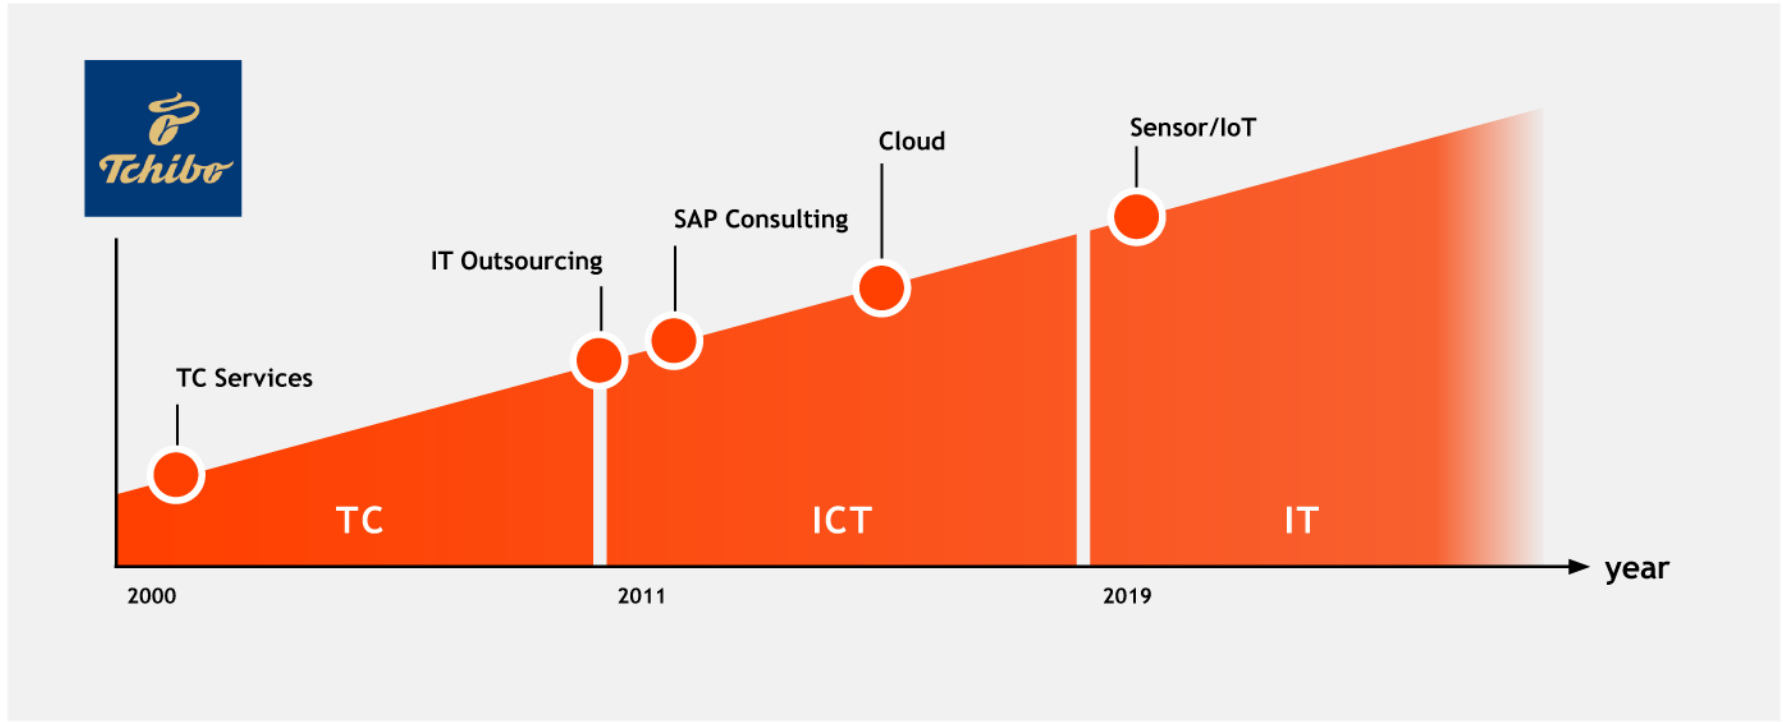 Tchibo
Cloud
Sensor/IoT
SAP Consulting
IT Outsourcing
TC Services
TC
ICT
IT
year
2000
2011
2019